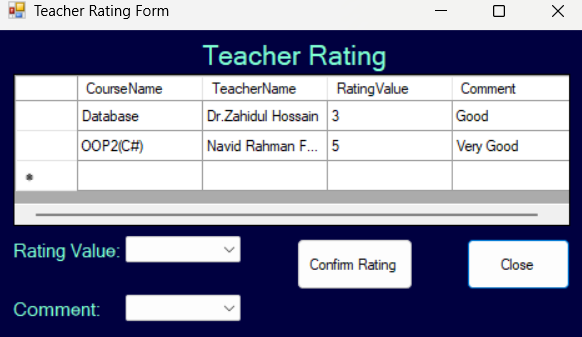 Teacher Rating Form
Teacher Rating
CourseName TeacherName RatingValue Comment
Database Dr.Zahidul Hossain 3 Good
OOP2(C#) Navid Rahman F... 5 Very Good
*
Rating Value:
Confirm Rating Close
Comment: